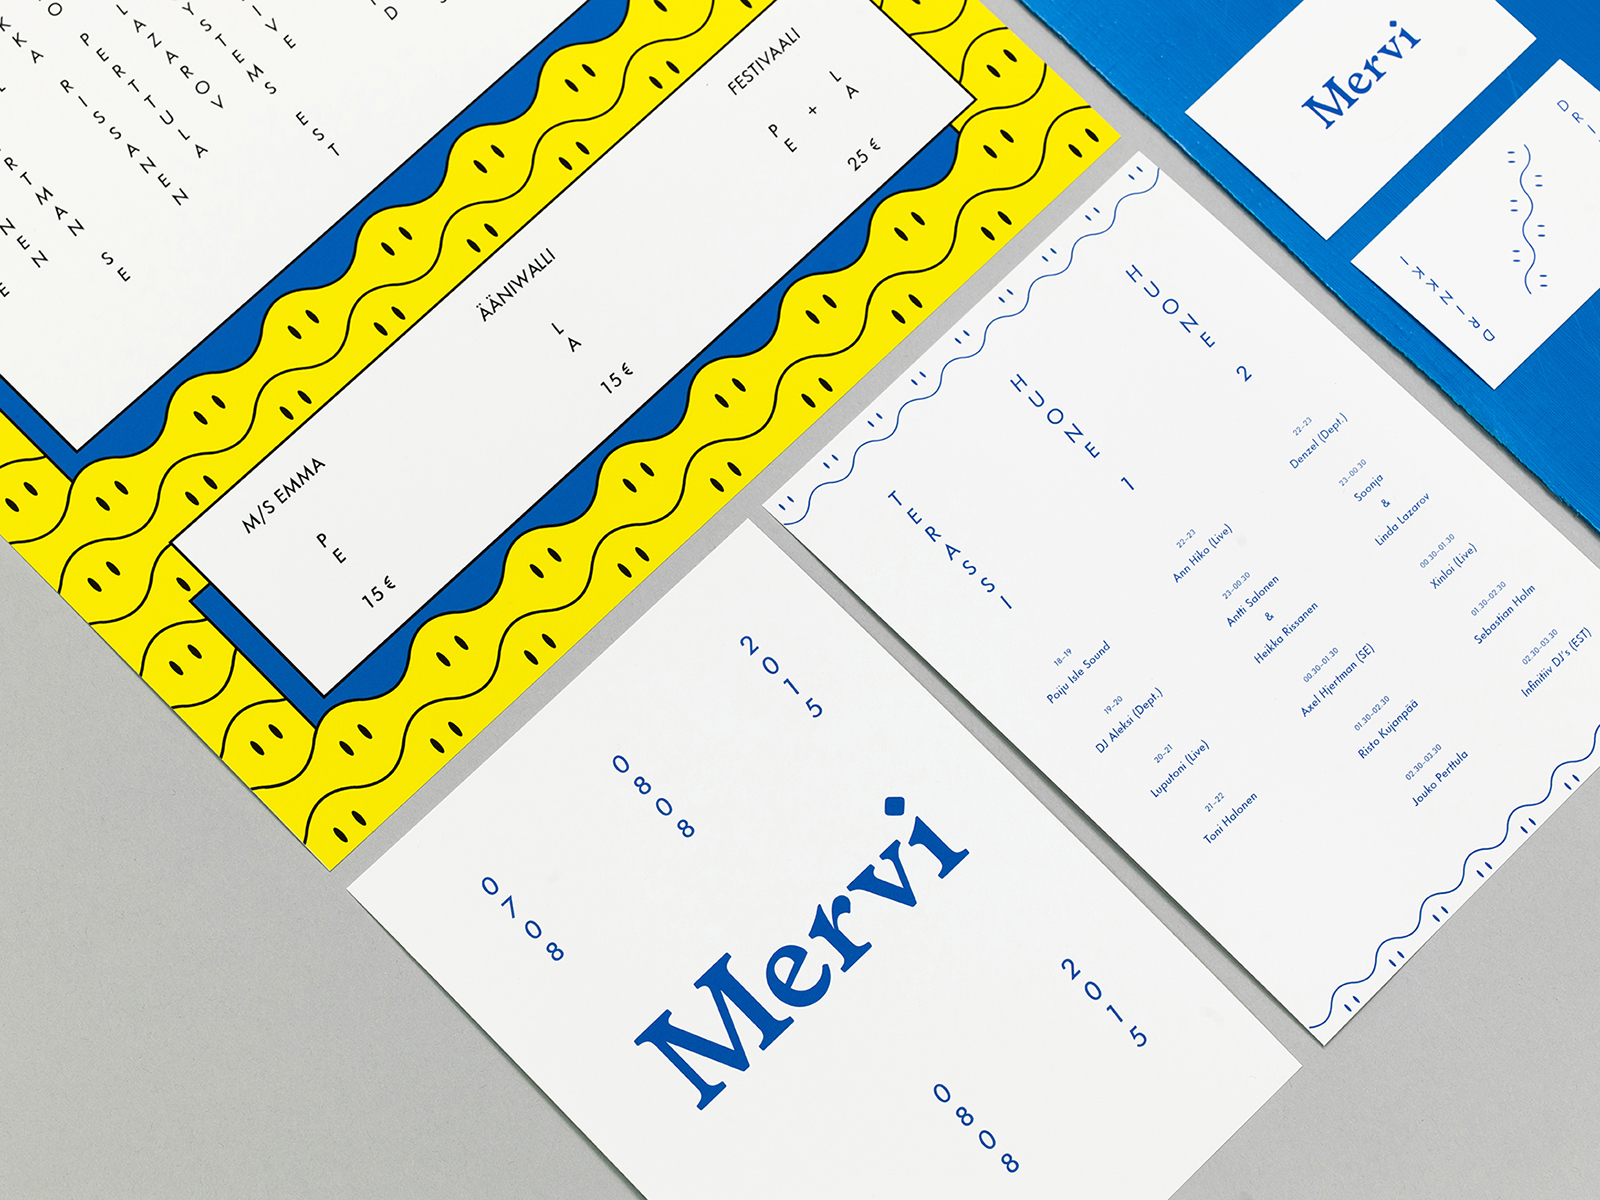 PERTTULA
LAZAROV
RISSANEN
EST
SE
FESTIVAALI
PE + LA
25 €
ÄÄNIWALLI
LA
15 €
M/S EMMA
PE
15 €
Mervi
DRINKKI
HUONE 2
22–23
Denzel (Dept.)
23–00.30
Soonja
&
Linda Lazarov
00.30–01.30
Xinloi (Live)
01.30–02.30
Sebastian Holm
02.30–03.30
Infinitiiv DJ's (EST)
HUONE 1
22–23
Ann Hiko (Live)
23–00.30
Antti Salonen
&
Heikka Rissanen
00.30–01.30
Axel Hjertman (SE)
01.30–02.30
Risto Kujanpää
02.30–03.30
Jouko Perttula
TERASSI
18–19
Poiju Isle Sound
19–20
DJ Aleksi (Dept.)
20–21
Luputoni (Live)
21–22
Toni Halonen
2015
0808
0708
Mervi
2015
0808